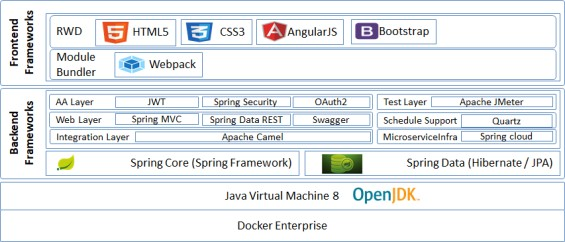 Frontend Frameworks
RWD HTML5 CSS3 AngularJS Bootstrap
Module Bundler Webpack
Backend Frameworks
AA Layer JWT Spring Security OAuth2
Web Layer Spring MVC Spring Data REST Swagger
Integration Layer Apache Camel
Test Layer Apache JMeter
Schedule Support Quartz
MicroserviceInfra Spring cloud
Spring Core (Spring Framework) Spring Data (Hibernate / JPA)
Java Virtual Machine 8 OpenJDK
Docker Enterprise